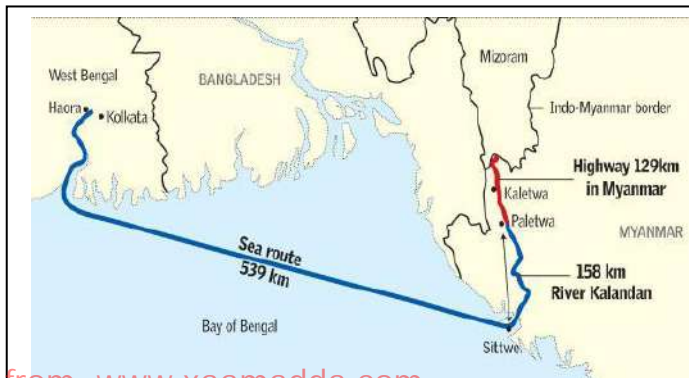 Mizoram
West Bengal
BANGLADESH
Haora
Kolkata
Indo-Myanmar border
Highway 129km
in Myanmar
Kaletwa
Paletwa
MYANMAR
Sea route
539 km
158 km
River Kalandan
Bay of Bengal
Sittwe